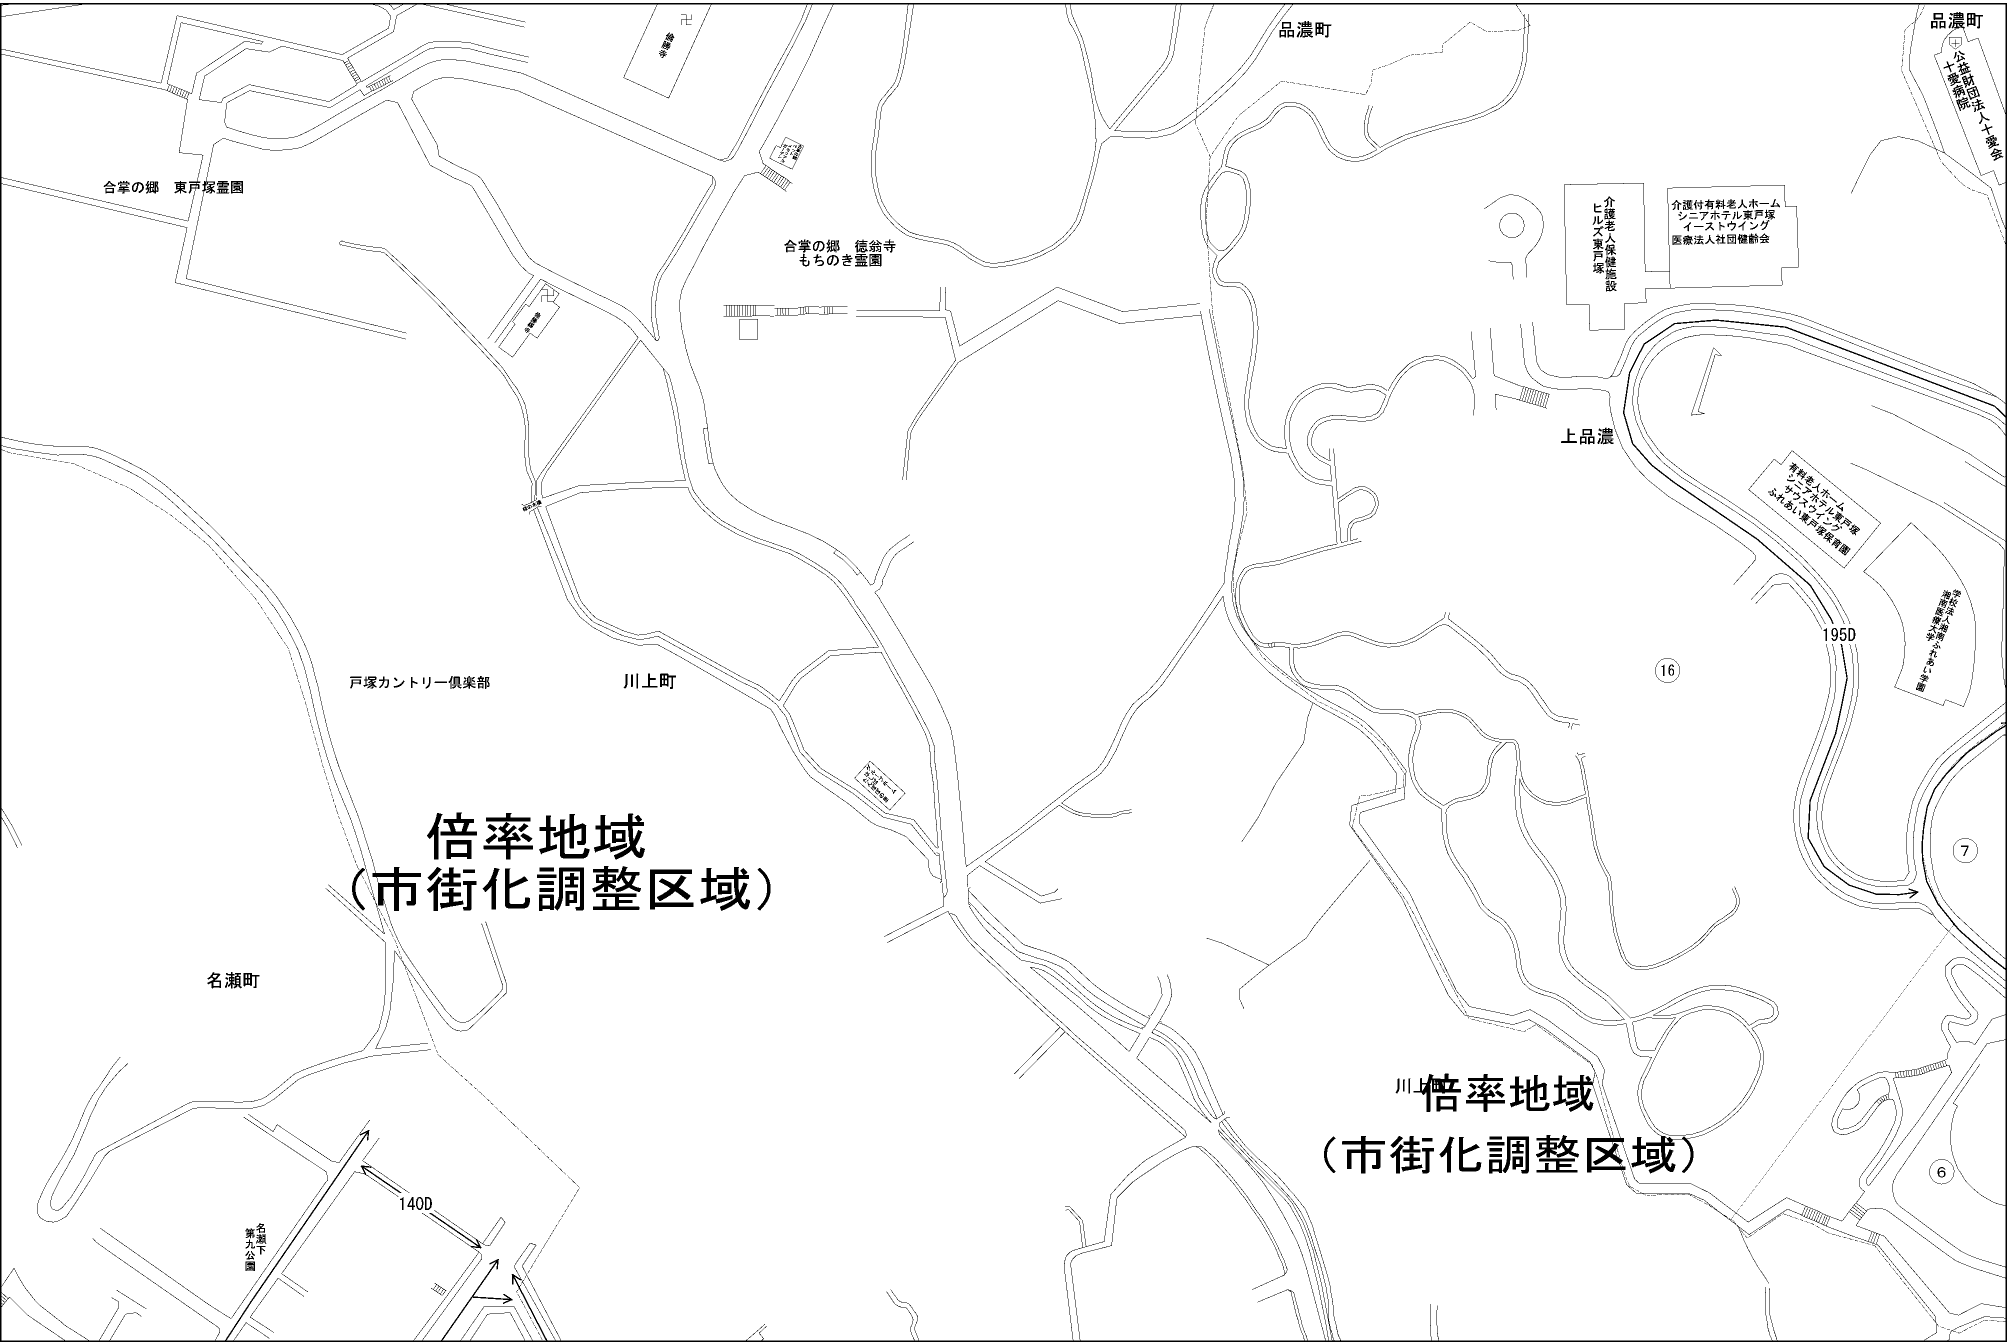 品濃町
品濃町
公益財団法人十愛会
十愛病院
合掌の郷 東戸塚霊園
合掌の郷 徳翁寺
もちのき霊園
介護老人保健施設
ヒルズ東戸塚
介護付有料老人ホーム
シニアホテル東戸塚
イーストウイング
医療法人社団健齢会
上品濃
有料老人ホーム
シニアホテル東戸塚
サウスウイング
ふれあい東戸塚保育園
学校法人湘南ふれあい学園
湘南医療大学
195D
16
戸塚カントリー倶楽部
川上町
倍率地域
(市街化調整区域)
7
名瀬町
川上町
倍率地域
(市街化調整区域)
6
140D
名瀬下
第九公園